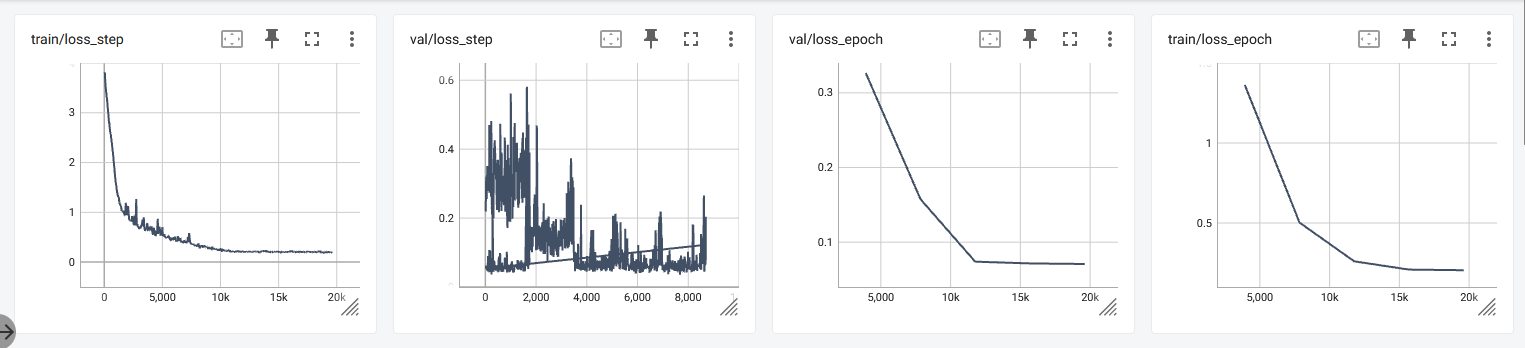 train/loss_step
3
2
1
0
0 5,000 10k 15k 20k
val/loss_step
0.6
0.4
0.2
0 2,000 4,000 6,000 8,000
val/loss_epoch
0.3
0.2
0.1
5,000 10k 15k 20k
train/loss_epoch
1
0.5
5,000 10k 15k 20k